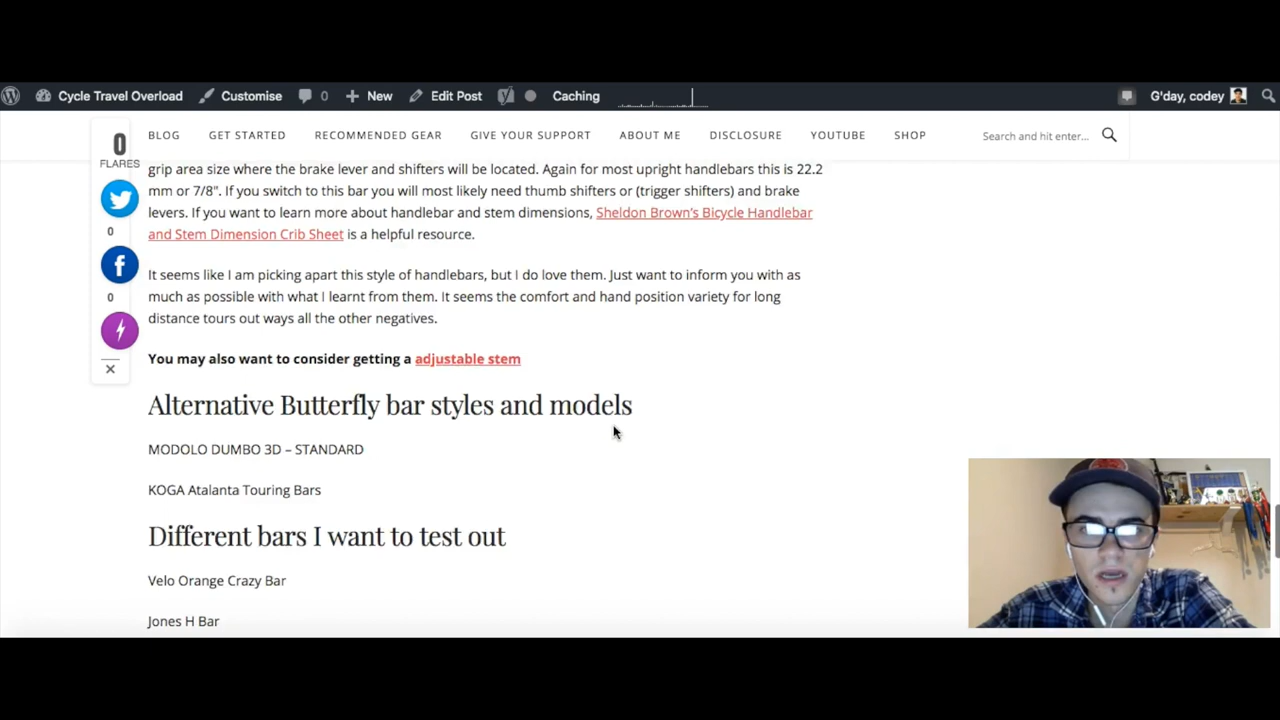 Cycle Travel Overload Customise 0 New Edit Post Caching G'day, codey
BLOG GET STARTED RECOMMENDED GEAR GIVE YOUR SUPPORT ABOUT ME DISCLOSURE YOUTUBE SHOP Search and hit enter...
0
FLARES
0
0
grip area size where the brake lever and shifters will be located. Again for most upright handlebars this is 22.2
mm or 7/8". If you switch to this bar you will most likely need thumb shifters or (trigger shifters) and brake
levers. If you want to learn more about handlebar and stem dimensions, Sheldon Brown's Bicycle Handlebar
and Stem Dimension Crib Sheet is a helpful resource.
It seems like I am picking apart this style of handlebars, but I do love them. Just want to inform you with as
much as possible with what I learnt from them. It seems the comfort and hand position variety for long
distance tours out ways all the other negatives.
You may also want to consider getting a adjustable stem
Alternative Butterfly bar styles and models
MODOLO DUMBO 3D – STANDARD
KOGA Atalanta Touring Bars
Different bars I want to test out
Velo Orange Crazy Bar
Jones H Bar